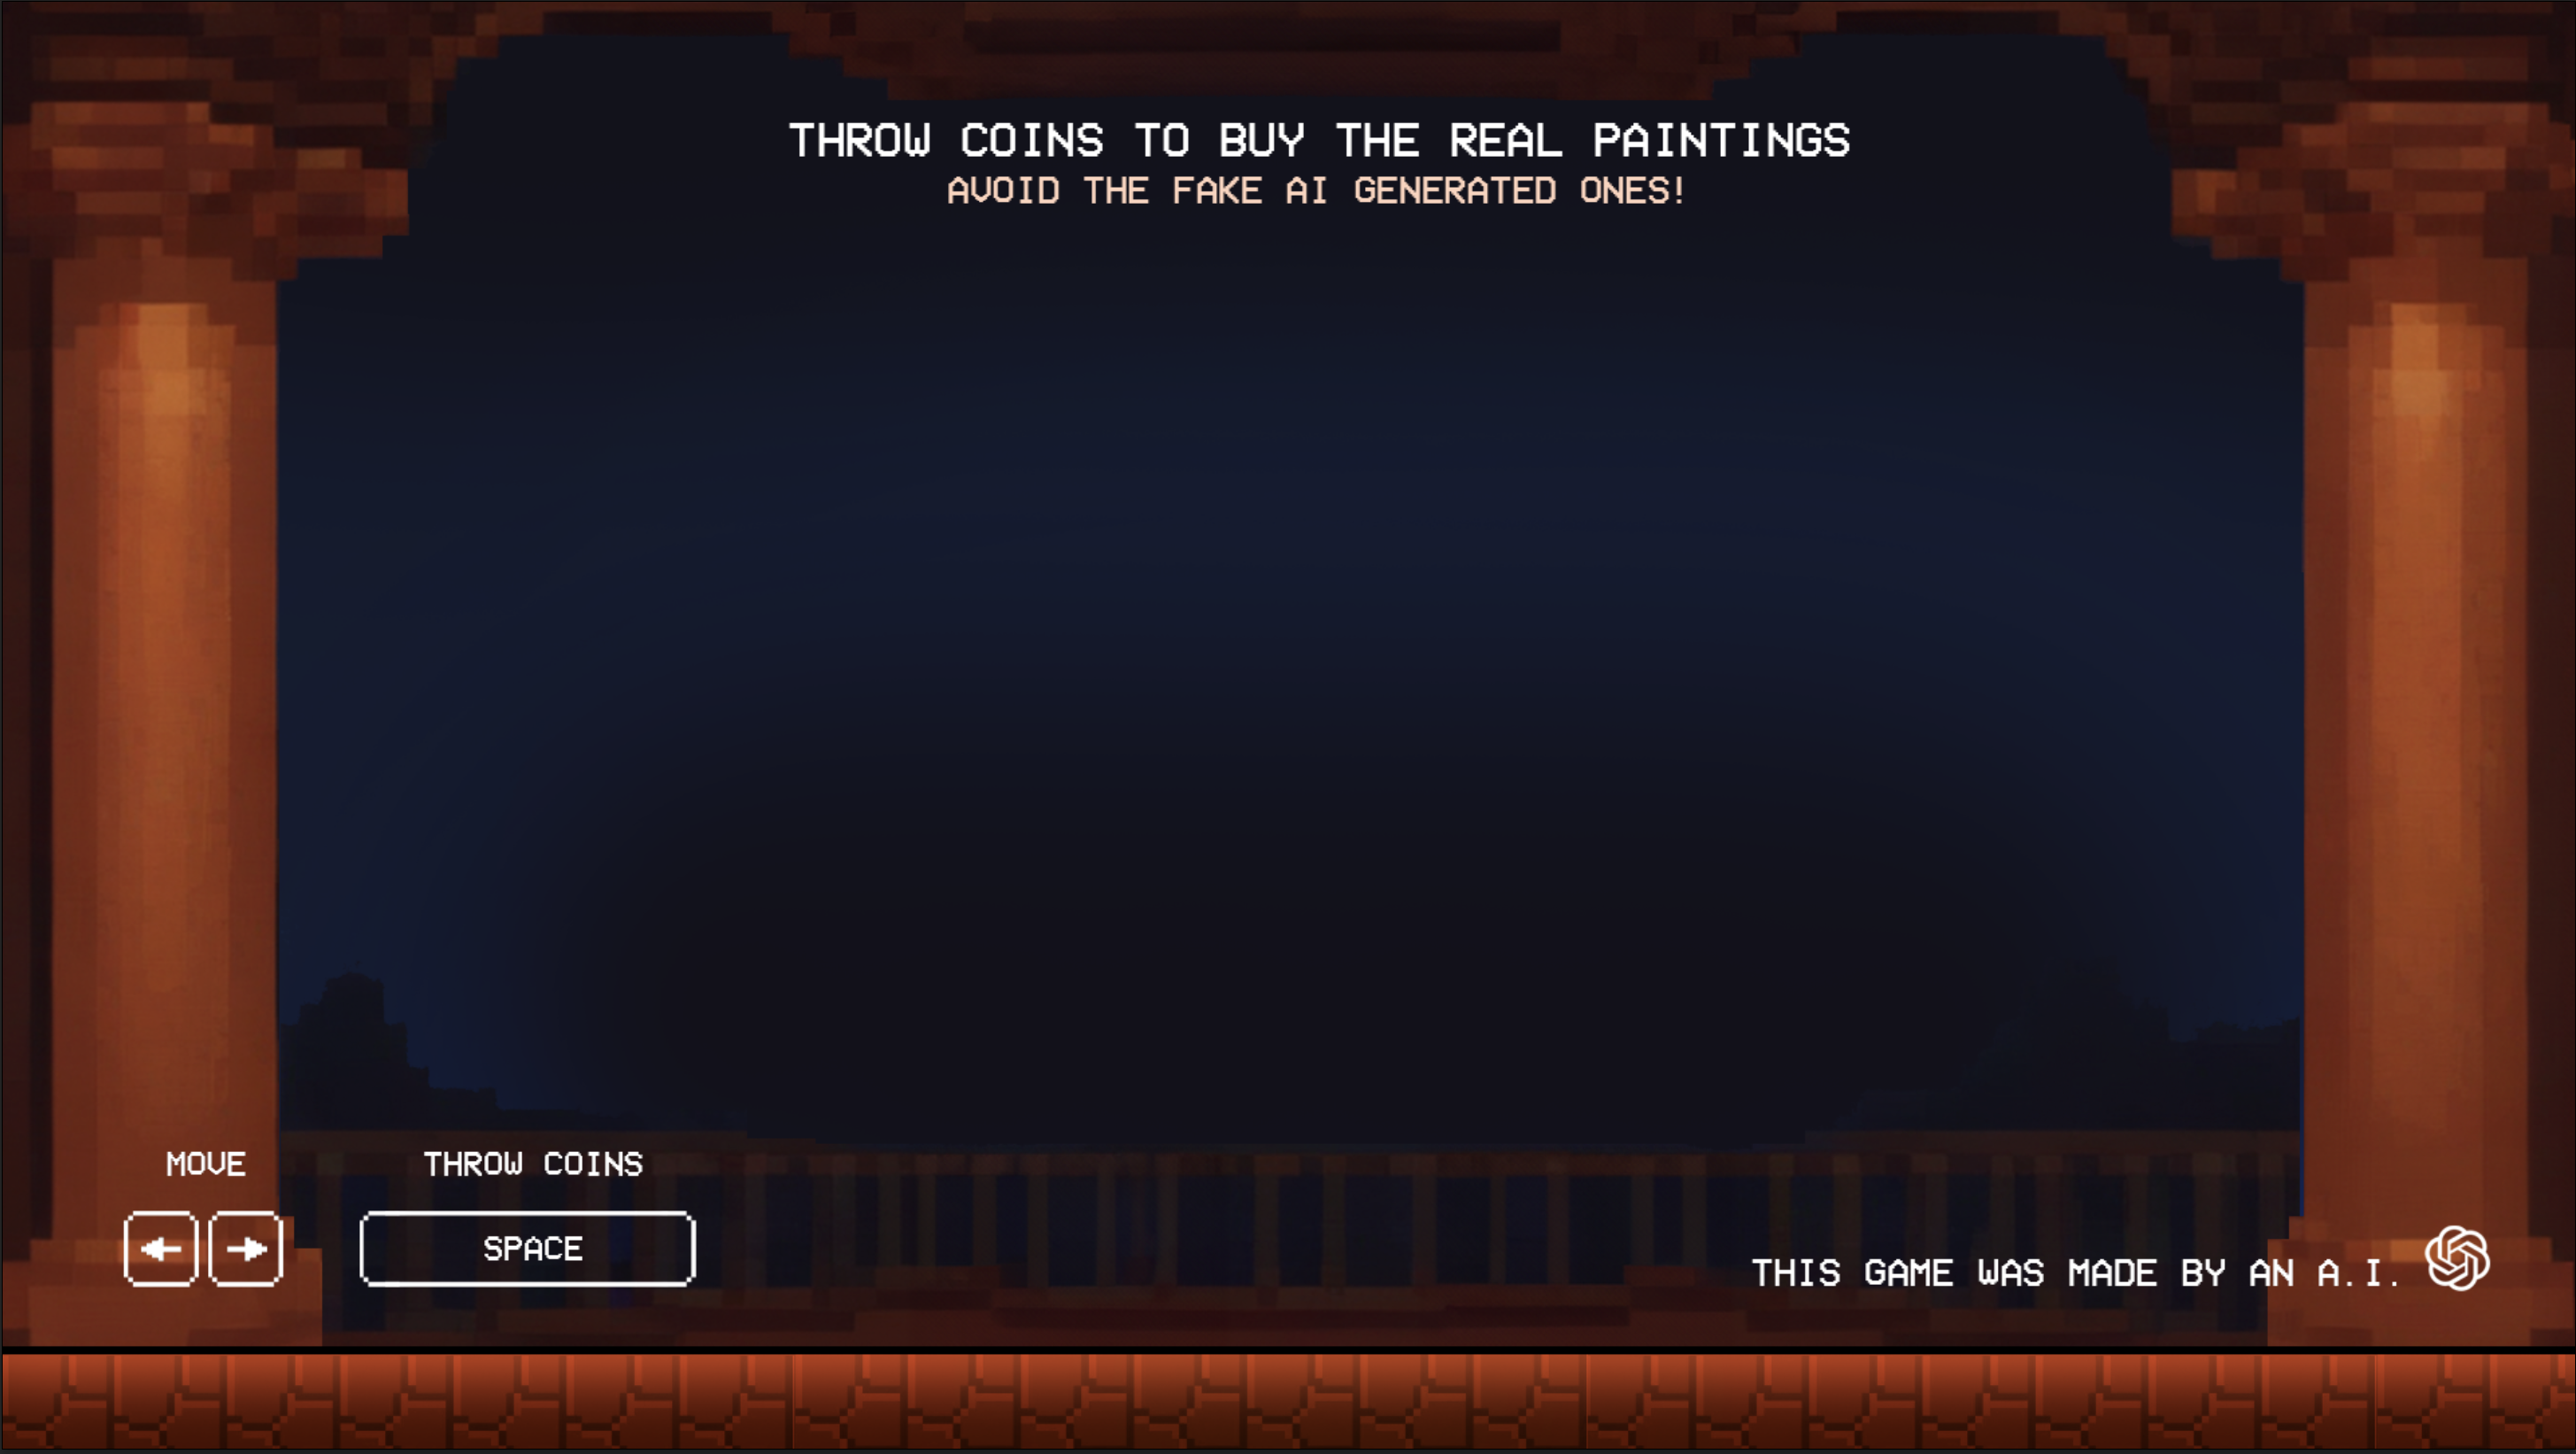 THROW COINS TO BUY THE REAL PAINTINGS
AVOID THE FAKE AI GENERATED ONES!
MOVE
THROW COINS
SPACE
THIS GAME WAS MADE BY AN A.I.